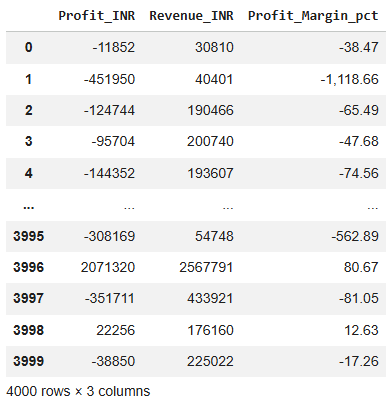 Profit_INR Revenue_INR Profit_Margin_pct
0 -11852 30810 -38.47
1 -451950 40401 -1,118.66
2 -124744 190466 -65.49
3 -95704 200740 -47.68
4 -144352 193607 -74.56
... ... ... ...
3995 -308169 54748 -562.89
3996 2071320 2567791 80.67
3997 -351711 433921 -81.05
3998 22256 176160 12.63
3999 -38850 225022 -17.26
4000 rows × 3 columns